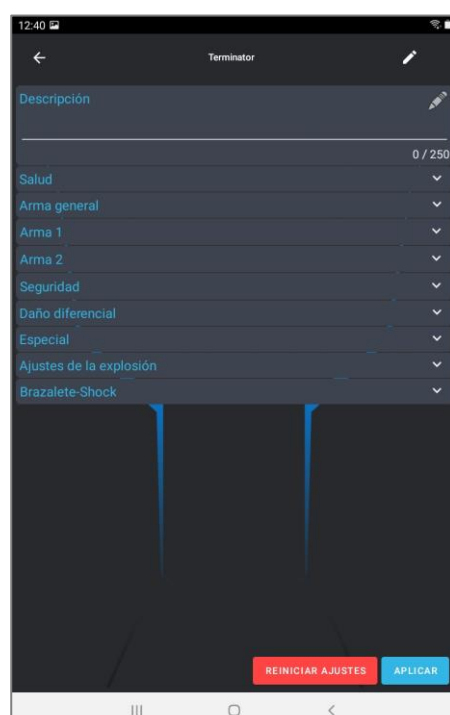 12:40
Terminator
Descripción
0 / 250
Salud
Arma general
Arma 1
Arma 2
Seguridad
Daño diferencial
Especial
Ajustes de la explosión
Brazalete-Shock
REINICIAR AJUSTES APLICAR